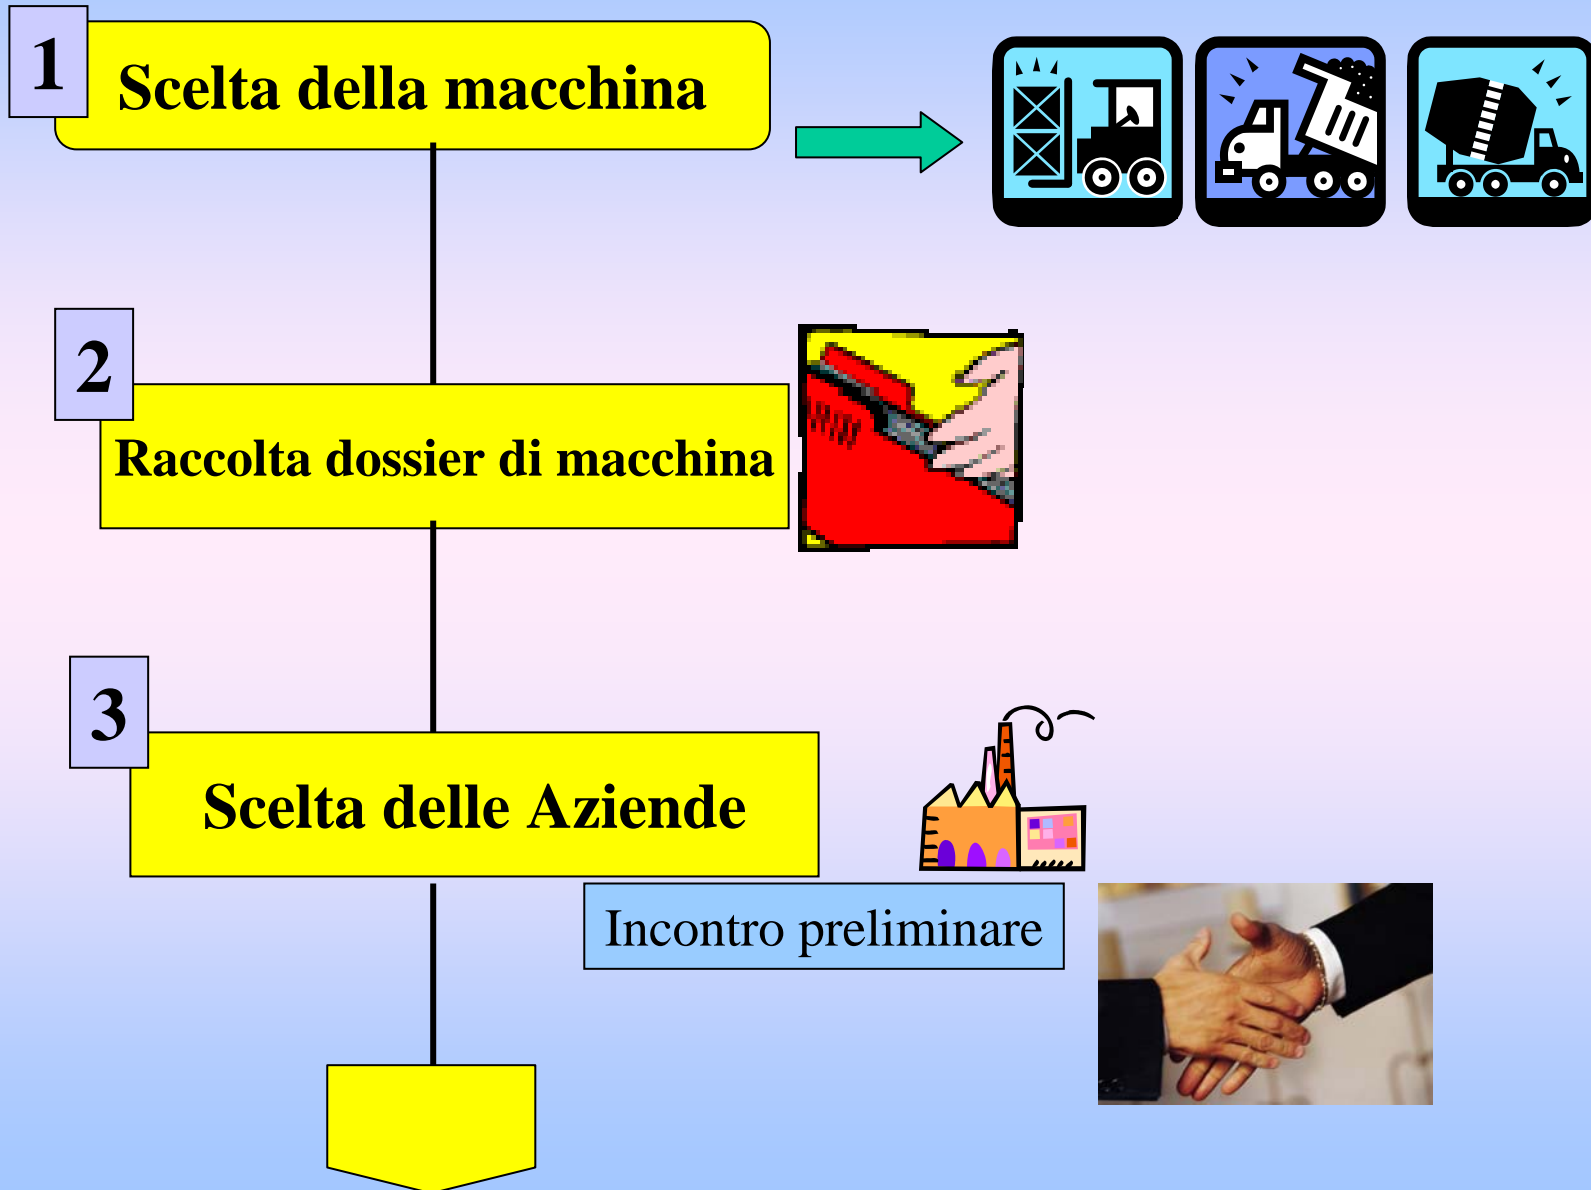 1
Scelta della macchina
2
Raccolta dossier di macchina
3
Scelta delle Aziende
Incontro preliminare